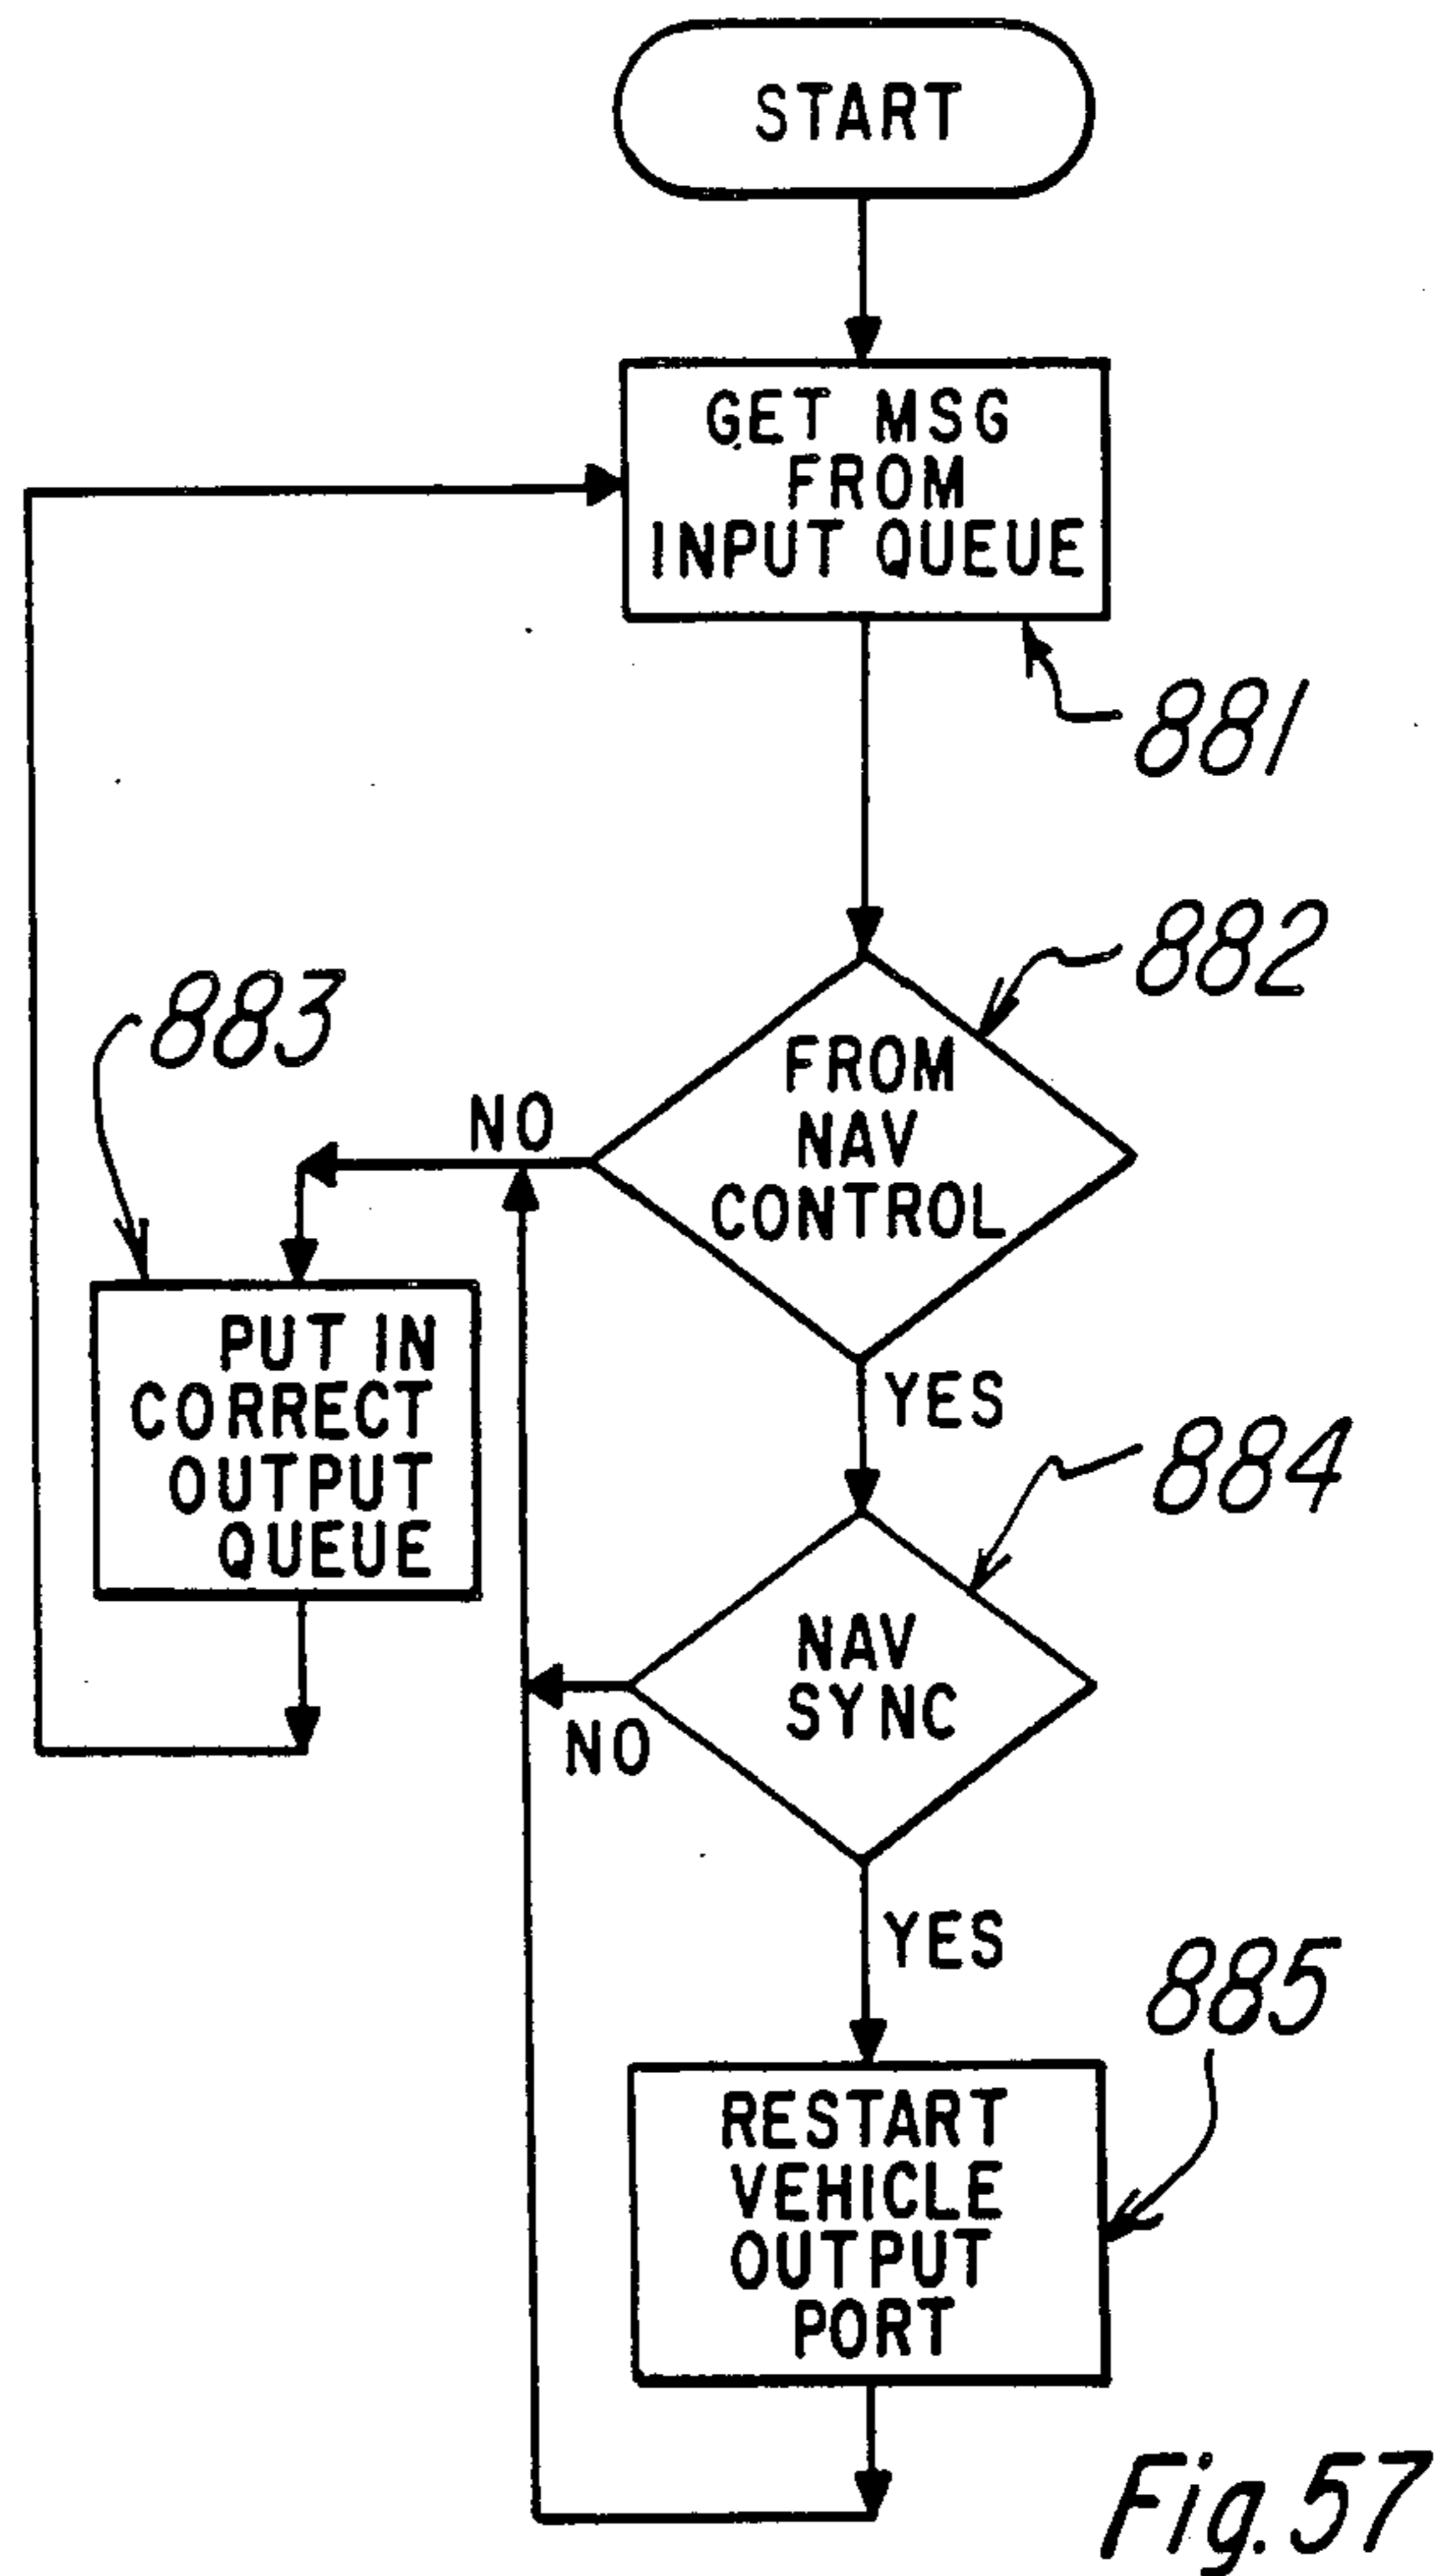 START
GET MSG
FROM
INPUT QUEUE
881
882
FROM
NAV
CONTROL
NO
883
PUT IN
CORRECT
OUTPUT
QUEUE
YES
884
NAV
SYNC
NO
YES
885
RESTART
VEHICLE
OUTPUT
PORT
Fig. 57